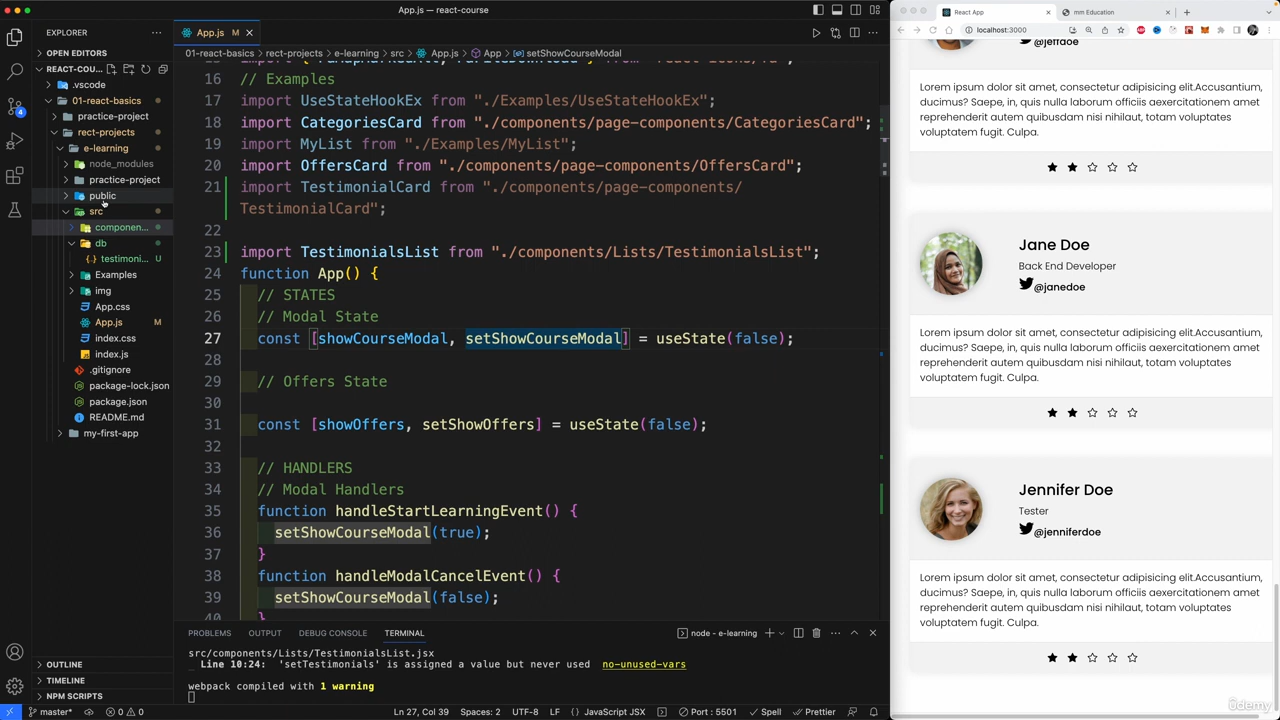 App.js — react-course
EXPLORER
App.js M
OPEN EDITORS
REACT-COU...
.vscode
01-react-basics
practice-project
rect-projects
e-learning
node_modules
practice-project
public
src
componen...
db
testimoni... U
Examples
img
App.css
App.js M
index.css
index.js
.gitignore
package-lock.json
package.json
README.md
my-first-app
OUTLINE
TIMELINE
NPM SCRIPTS
01-react-basics > rect-projects > e-learning > src > App.js > App > setShowCourseModal
16 // Examples
17 import UseStateHookEx from "./Examples/UseStateHookEx";
18 import CategoriesCard from "./components/page-components/CategoriesCard";
19 import MyList from "./Examples/MyList";
20 import OffersCard from "./components/page-components/OffersCard";
21 import TestimonialCard from "./components/page-components/
TestimonialCard";
22
23 import TestimonialsList from "./components/Lists/TestimonialsList";
24 function App() {
25 // STATES
26 // Modal State
27 const [showCourseModal, setShowCourseModal] = useState(false);
28
29 // Offers State
30
31 const [showOffers, setShowOffers] = useState(false);
32
33 // HANDLERS
34 // Modal Handlers
35 function handleStartLearningEvent() {
36 setShowCourseModal(true);
37 }
38 function handleModalCancelEvent() {
39 setShowCourseModal(false);
40 }
PROBLEMS OUTPUT DEBUG CONSOLE TERMINAL
node - e-learning
src/components/Lists/TestimonialsList.jsx
Line 10:24: 'setTestimonials' is assigned a value but never used no-unused-vars
webpack compiled with 1 warning
master* 0 0 Ln 27, Col 39 Spaces: 2 UTF-8 LF JavaScript JSX Port : 5501 Spell Prettier
React App
mm Education
localhost:3000
@jeffdoe
Lorem ipsum dolor sit amet, consectetur adipisicing elit.Accusantium,
ducimus? Saepe, in, quis nulla laborum officiis aexercitationem amet
reprehenderit autem quibusdam nisi nihilaut, totam voluptates
voluptatem fugit. Culpa.
Jane Doe
Back End Developer
@janedoe
Lorem ipsum dolor sit amet, consectetur adipisicing elit.Accusantium,
ducimus? Saepe, in, quis nulla laborum officiis aexercitationem amet
reprehenderit autem quibusdam nisi nihilaut, totam voluptates
voluptatem fugit. Culpa.
Jennifer Doe
Tester
@jenniferdoe
Lorem ipsum dolor sit amet, consectetur adipisicing elit.Accusantium,
ducimus? Saepe, in, quis nulla laborum officiis aexercitationem amet
reprehenderit autem quibusdam nisi nihilaut, totam voluptates
voluptatem fugit. Culpa.
ûdemy